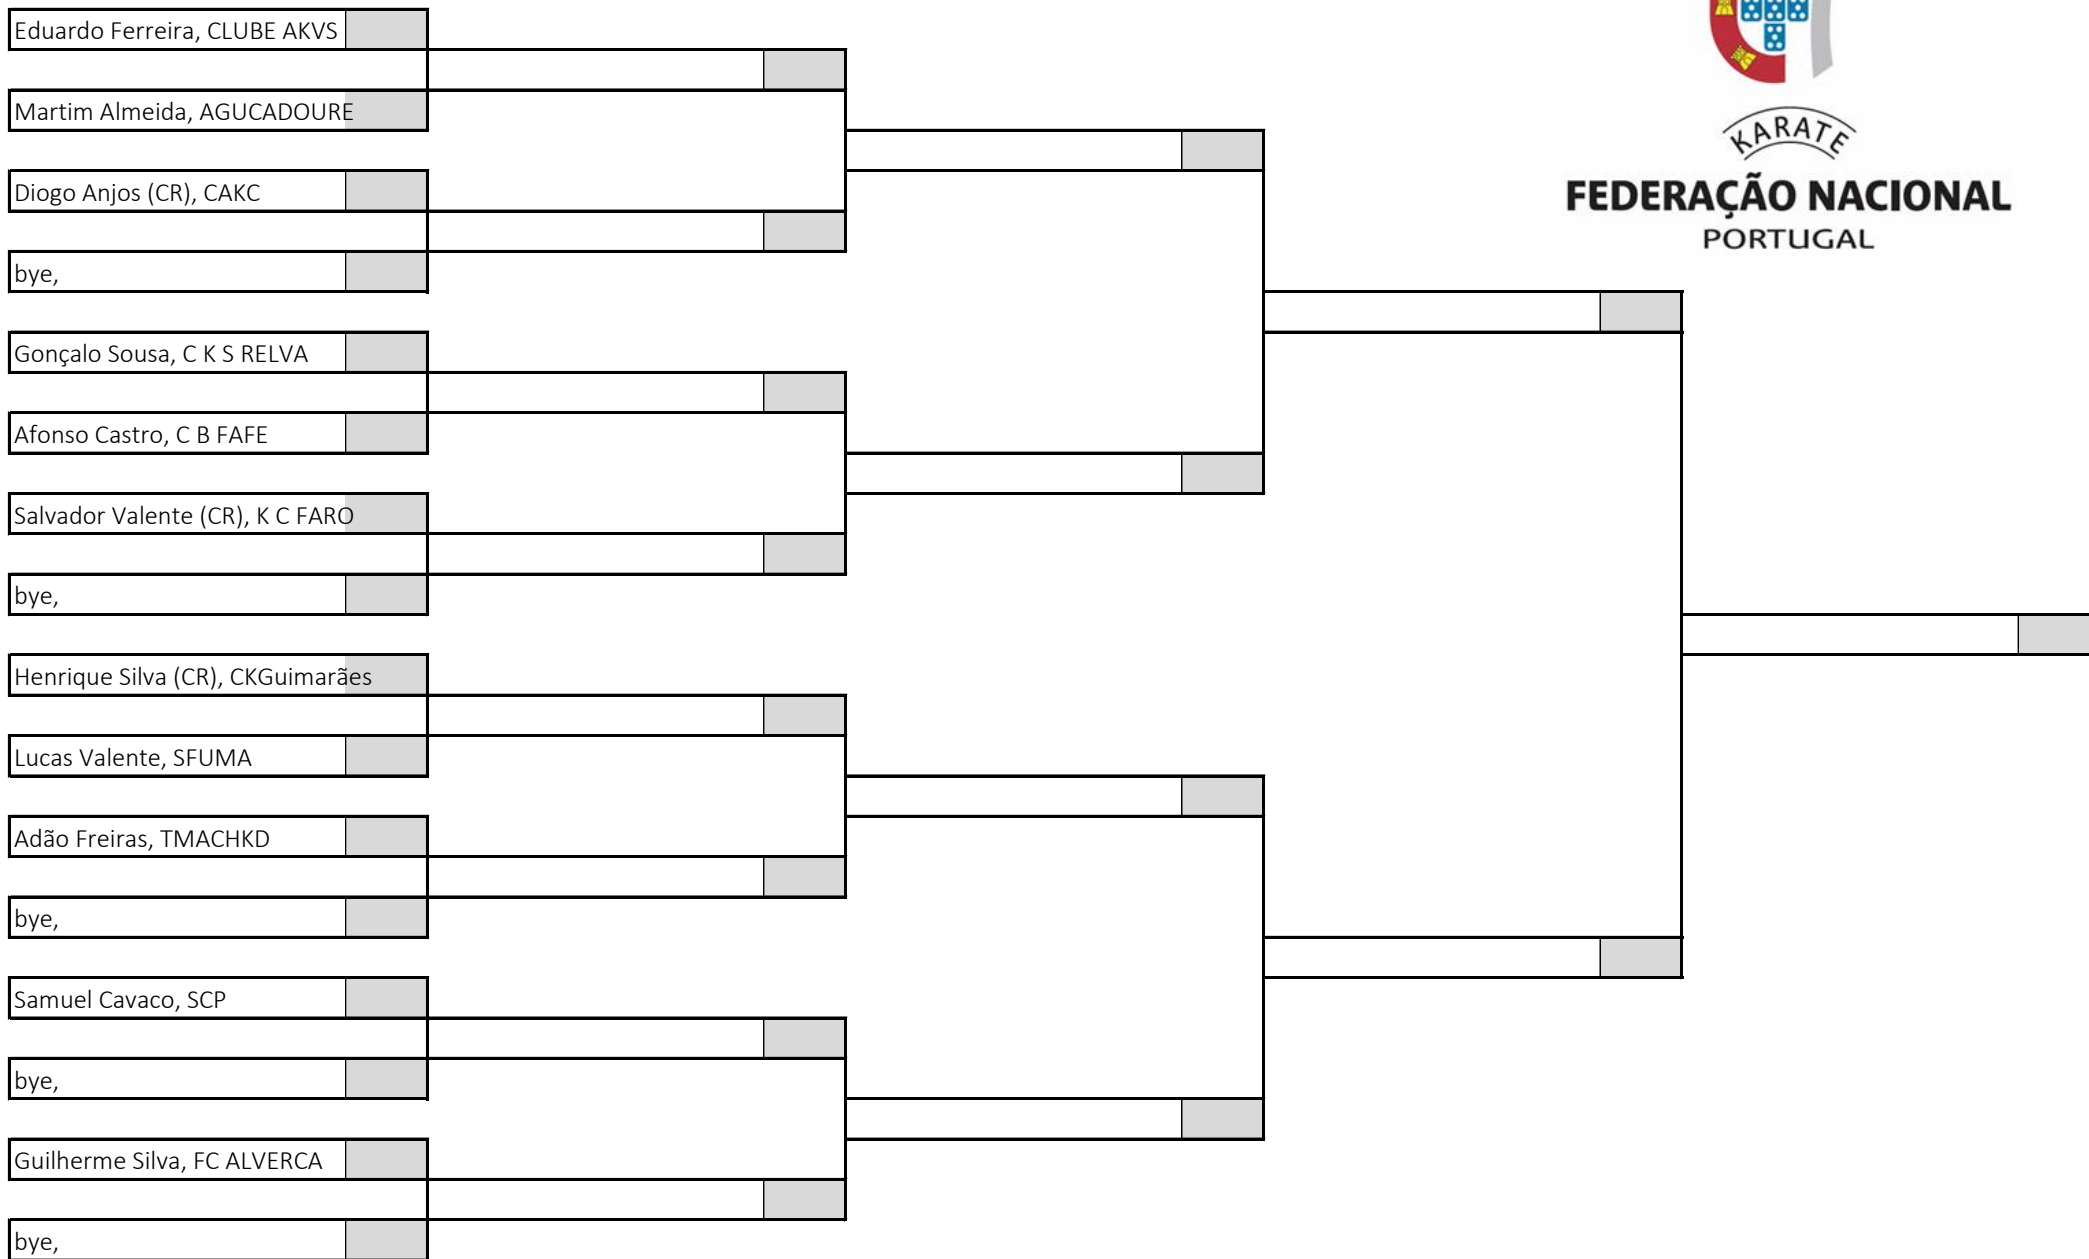 Eduardo Ferreira, CLUBE AKVS
Martim Almeida, AGUCADOURE
Diogo Anjos (CR), CAKC
bye,
Gonçalo Sousa, C K S RELVA
Afonso Castro, C B FAFE
Salvador Valente (CR), K C FARO
bye,
Henrique Silva (CR), CKGuimarães
Lucas Valente, SFUMA
Adão Freiras, TMACHKD
bye,
Samuel Cavaco, SCP
bye,
Guilherme Silva, FC ALVERCA
bye,
KARATE
FEDERAÇÃO NACIONAL
PORTUGAL